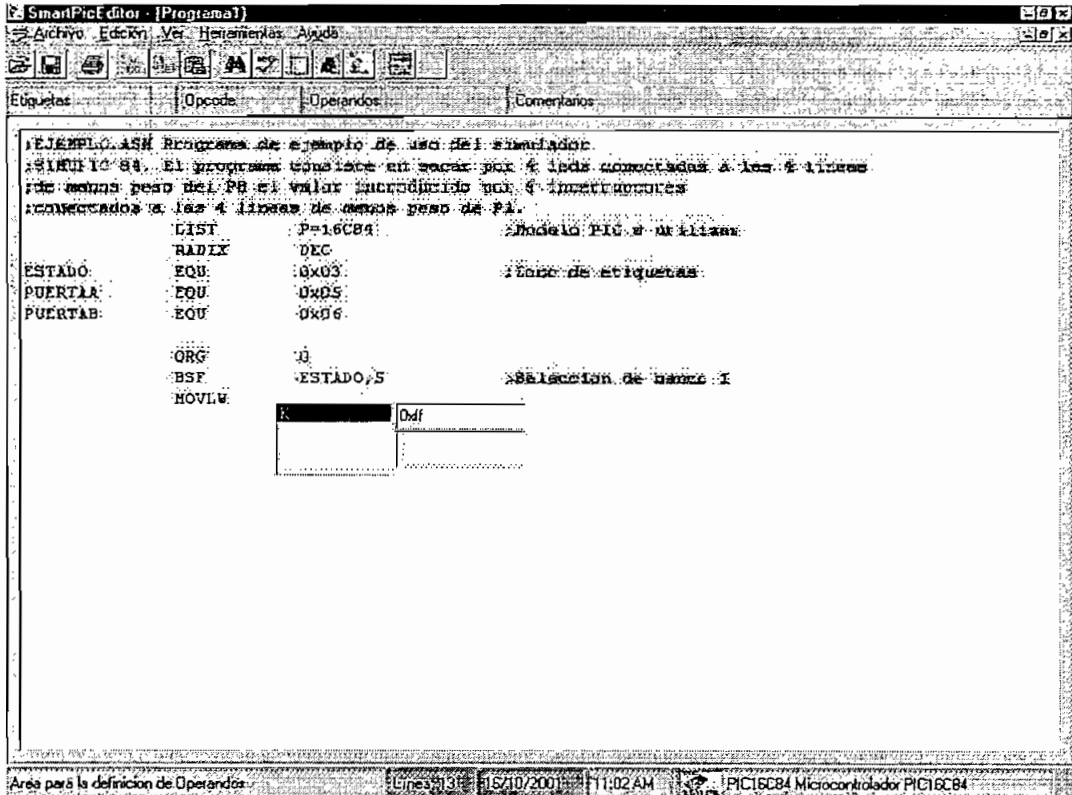 SmartPicEditor - [Programa1]
Archivo Edición Ver Herramientas Ayuda
Etiquetas Opcode Operandos Comentarios
;EJEMPLO.ASM Programa de ejemplo de uso del simulador
;SIMUPIC 84. El programa consiste en sacar por 4 leds conectadas a las 4 lineas
;de menos peso del PB el valor introducido por 4 interruptores
;conectados a las 4 lineas de menos peso de PA.
LIST P=16C84 ;Modelo PIC a utilizar
RADIX DEC
ESTADO EQU 0x03 ;Zona de etiquetas
PUERTAA EQU 0x05
PUERTAB EQU 0x06
ORG 0
BSF ESTADO,5 ;Seleccion de banco 1
MOVLW
K 0xff
Area para la definicion de Operandos Linea: 13 16/10/2001 11:02 AM PIC16C84 Microcontrolador PIC16C84